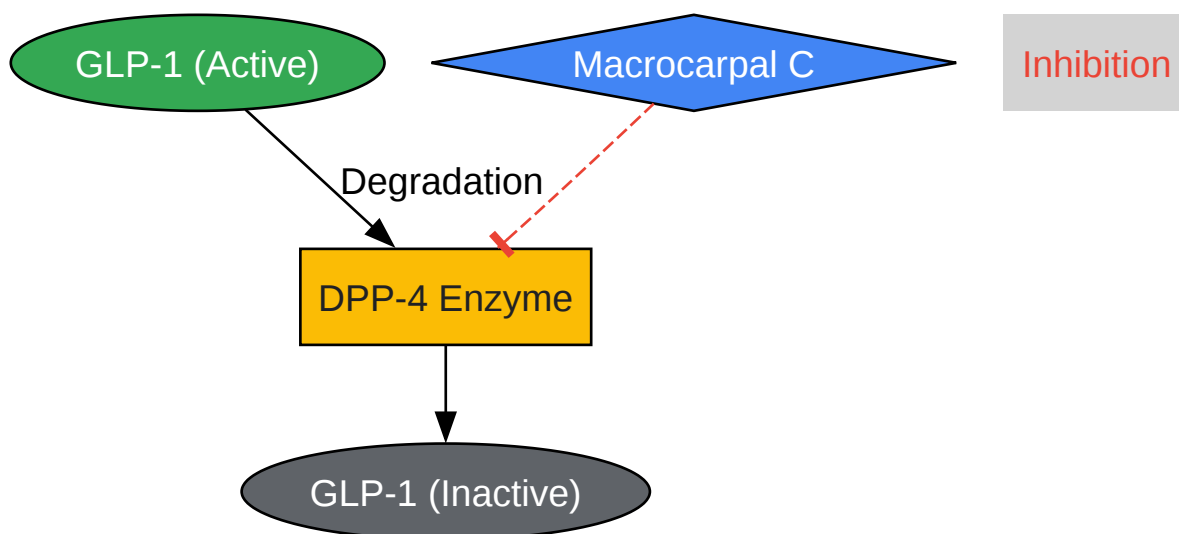 GLP-1 (Active)
Macrocarpal C
Inhibition
Degradation
DPP-4 Enzyme
GLP-1 (Inactive)